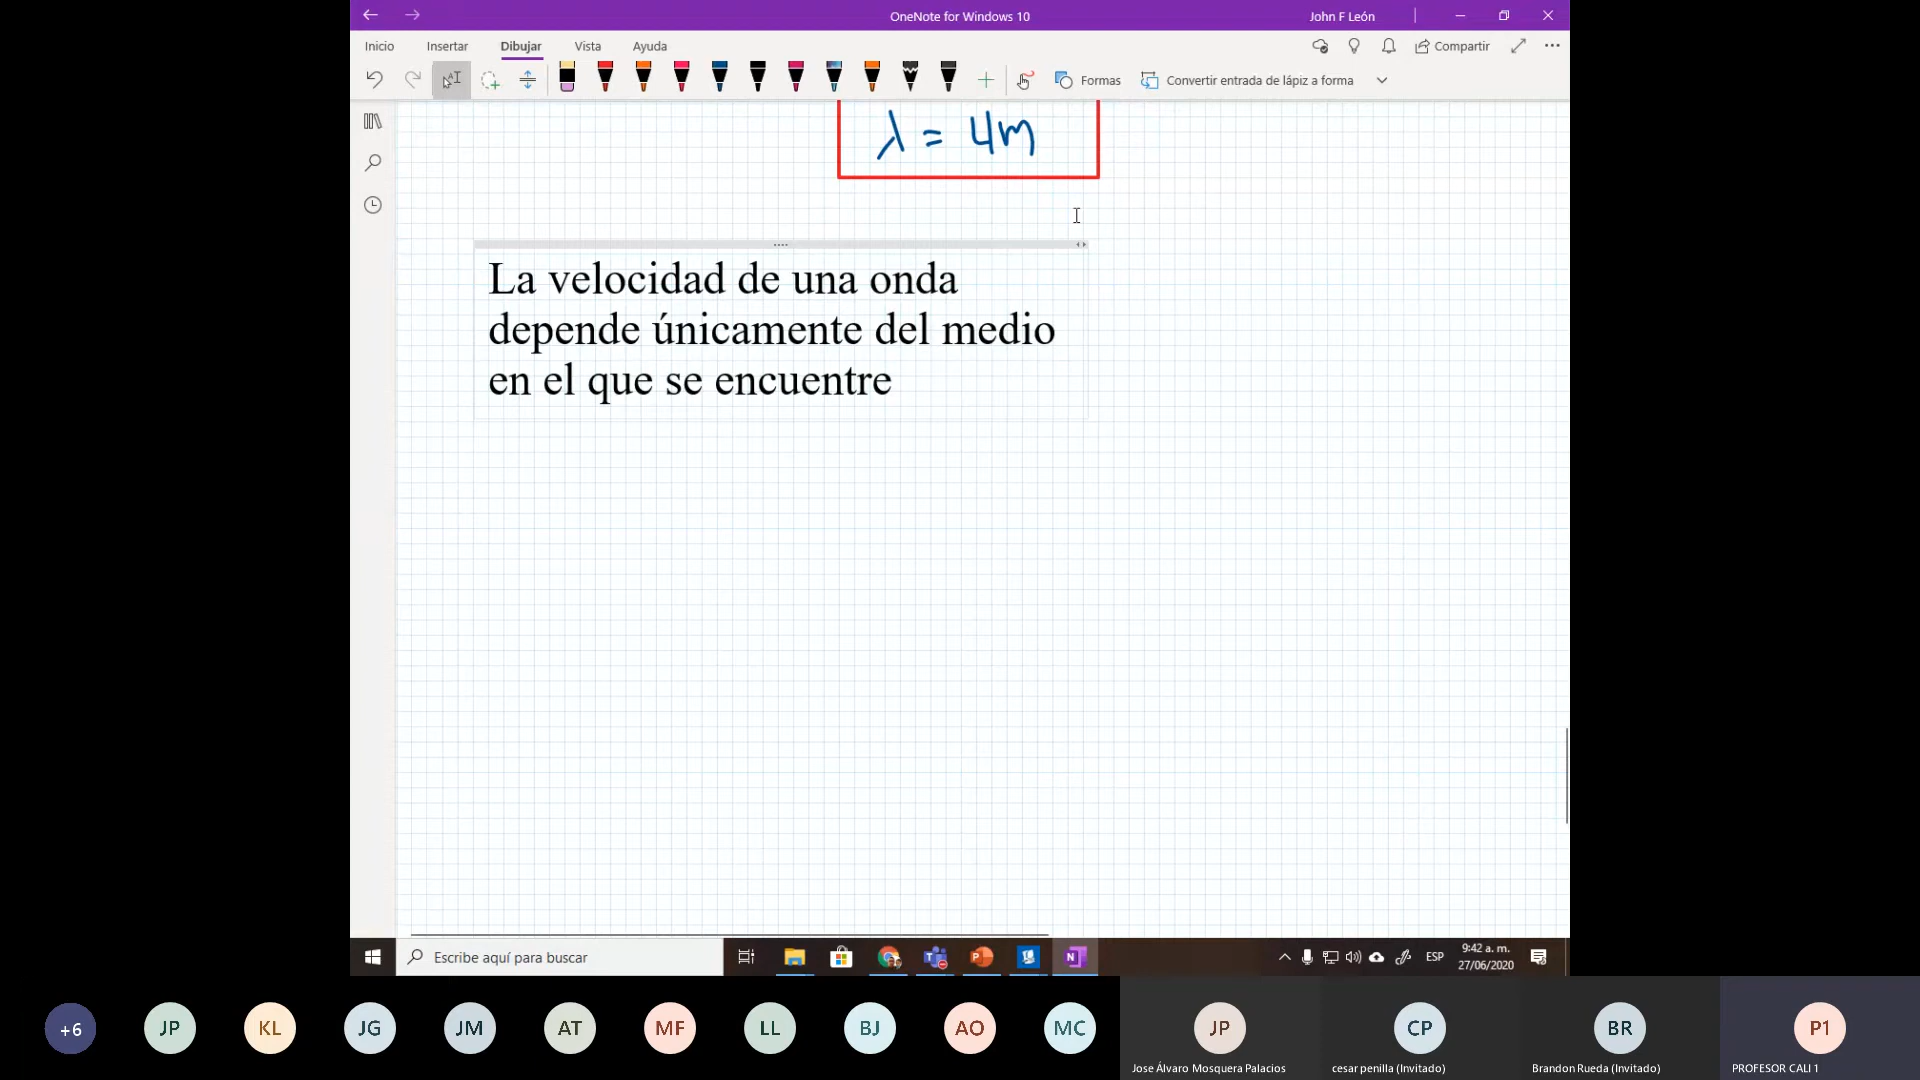 OneNote for Windows 10
John F León
Inicio
Insertar
Dibujar
Vista
Ayuda
Compartir
Formas
Convertir entrada de lápiz a forma
λ = 4m
La velocidad de una onda
depende únicamente del medio
en el que se encuentre
Escribe aquí para buscar
ESP
9:42 a. m.
27/06/2020
+6
JP
KL
JG
JM
AT
MF
LL
BJ
AO
MC
JP
CP
BR
P1
Jose Álvaro Mosquera Palacios
cesar penilla (Invitado)
Brandon Rueda (Invitado)
PROFESOR CALI 1